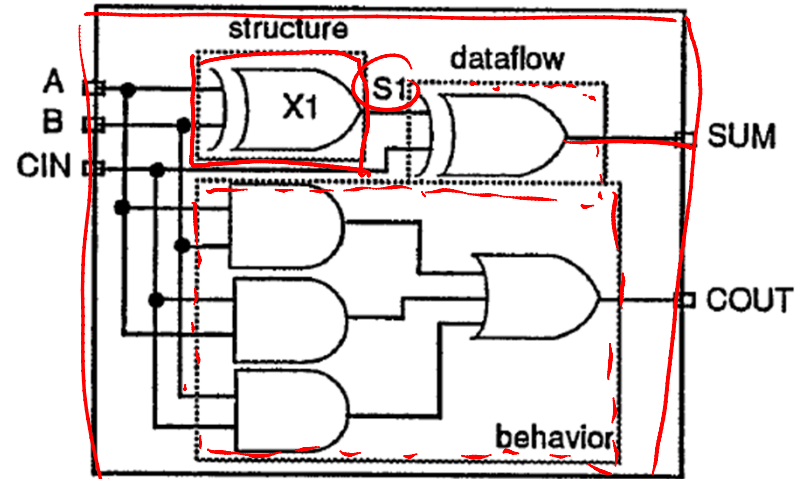 structure
dataflow
A
X1
S1
B
SUM
CIN
COUT
behavior